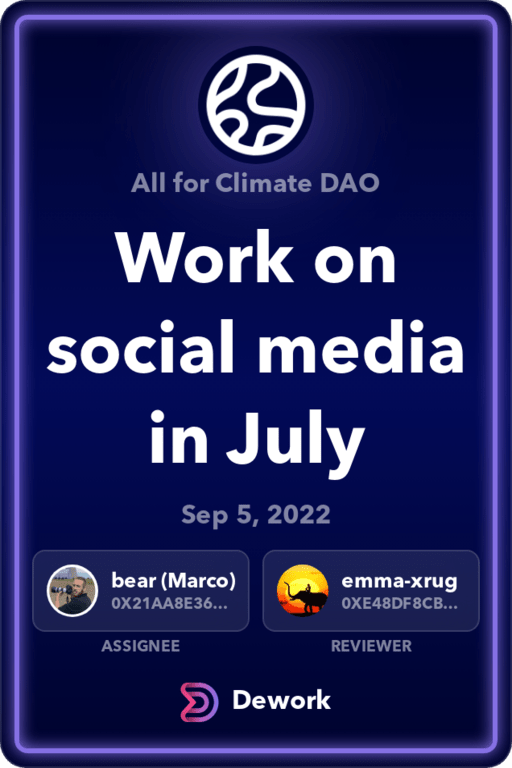 All for Climate DAO
Work on
social media
in July
Sep 5, 2022
bear (Marco)
0X21AA8E36...
ASSIGNEE
emma-xrug
0XE48DF8CB...
REVIEWER
Dework